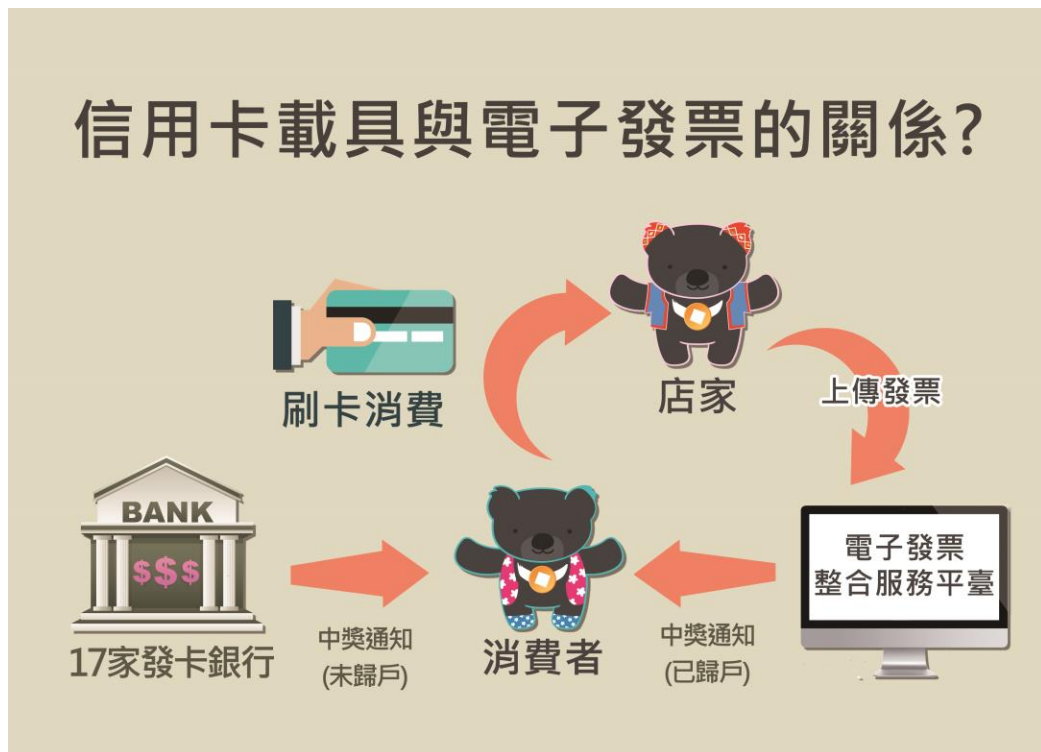 信用卡載具與電子發票的關係?
刷卡消費
店家
上傳發票
BANK
$$$
17家發卡銀行
中獎通知
(未歸戶)
消費者
中獎通知
(已歸戶)
電子發票
整合服務平臺